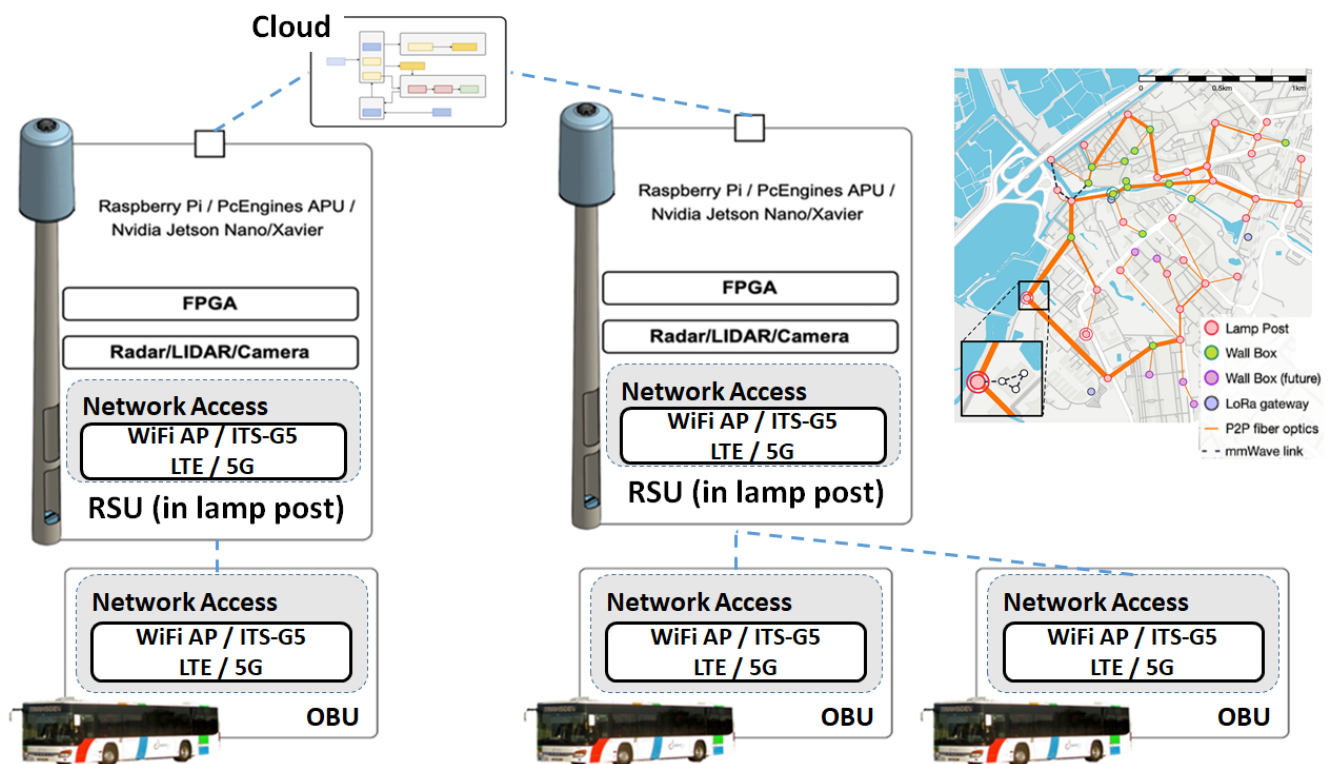 Cloud
Raspberry Pi / PcEngines APU /
Nvidia Jetson Nano/Xavier
FPGA
Radar/LIDAR/Camera
Network Access
WiFi AP / ITS-G5
LTE / 5G
RSU (in lamp post)
Raspberry Pi / PcEngines APU /
Nvidia Jetson Nano/Xavier
FPGA
Radar/LIDAR/Camera
Network Access
WiFi AP / ITS-G5
LTE / 5G
RSU (in lamp post)
0 0,5km 1km
Lamp Post
Wall Box
Wall Box (future)
LoRa gateway
P2P fiber optics
mmWave link
Network Access
WiFi AP / ITS-G5
LTE / 5G
OBU
Network Access
WiFi AP / ITS-G5
LTE / 5G
OBU
Network Access
WiFi AP / ITS-G5
LTE / 5G
OBU